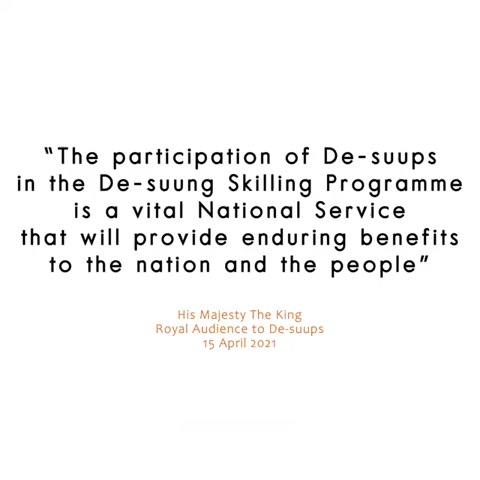 “The participation of De-suups
in the De-suung Skilling Programme
is a vital National Service
that will provide enduring benefits
to the nation and the people”
His Majesty The King
Royal Audience to De-suups
15 April 2021